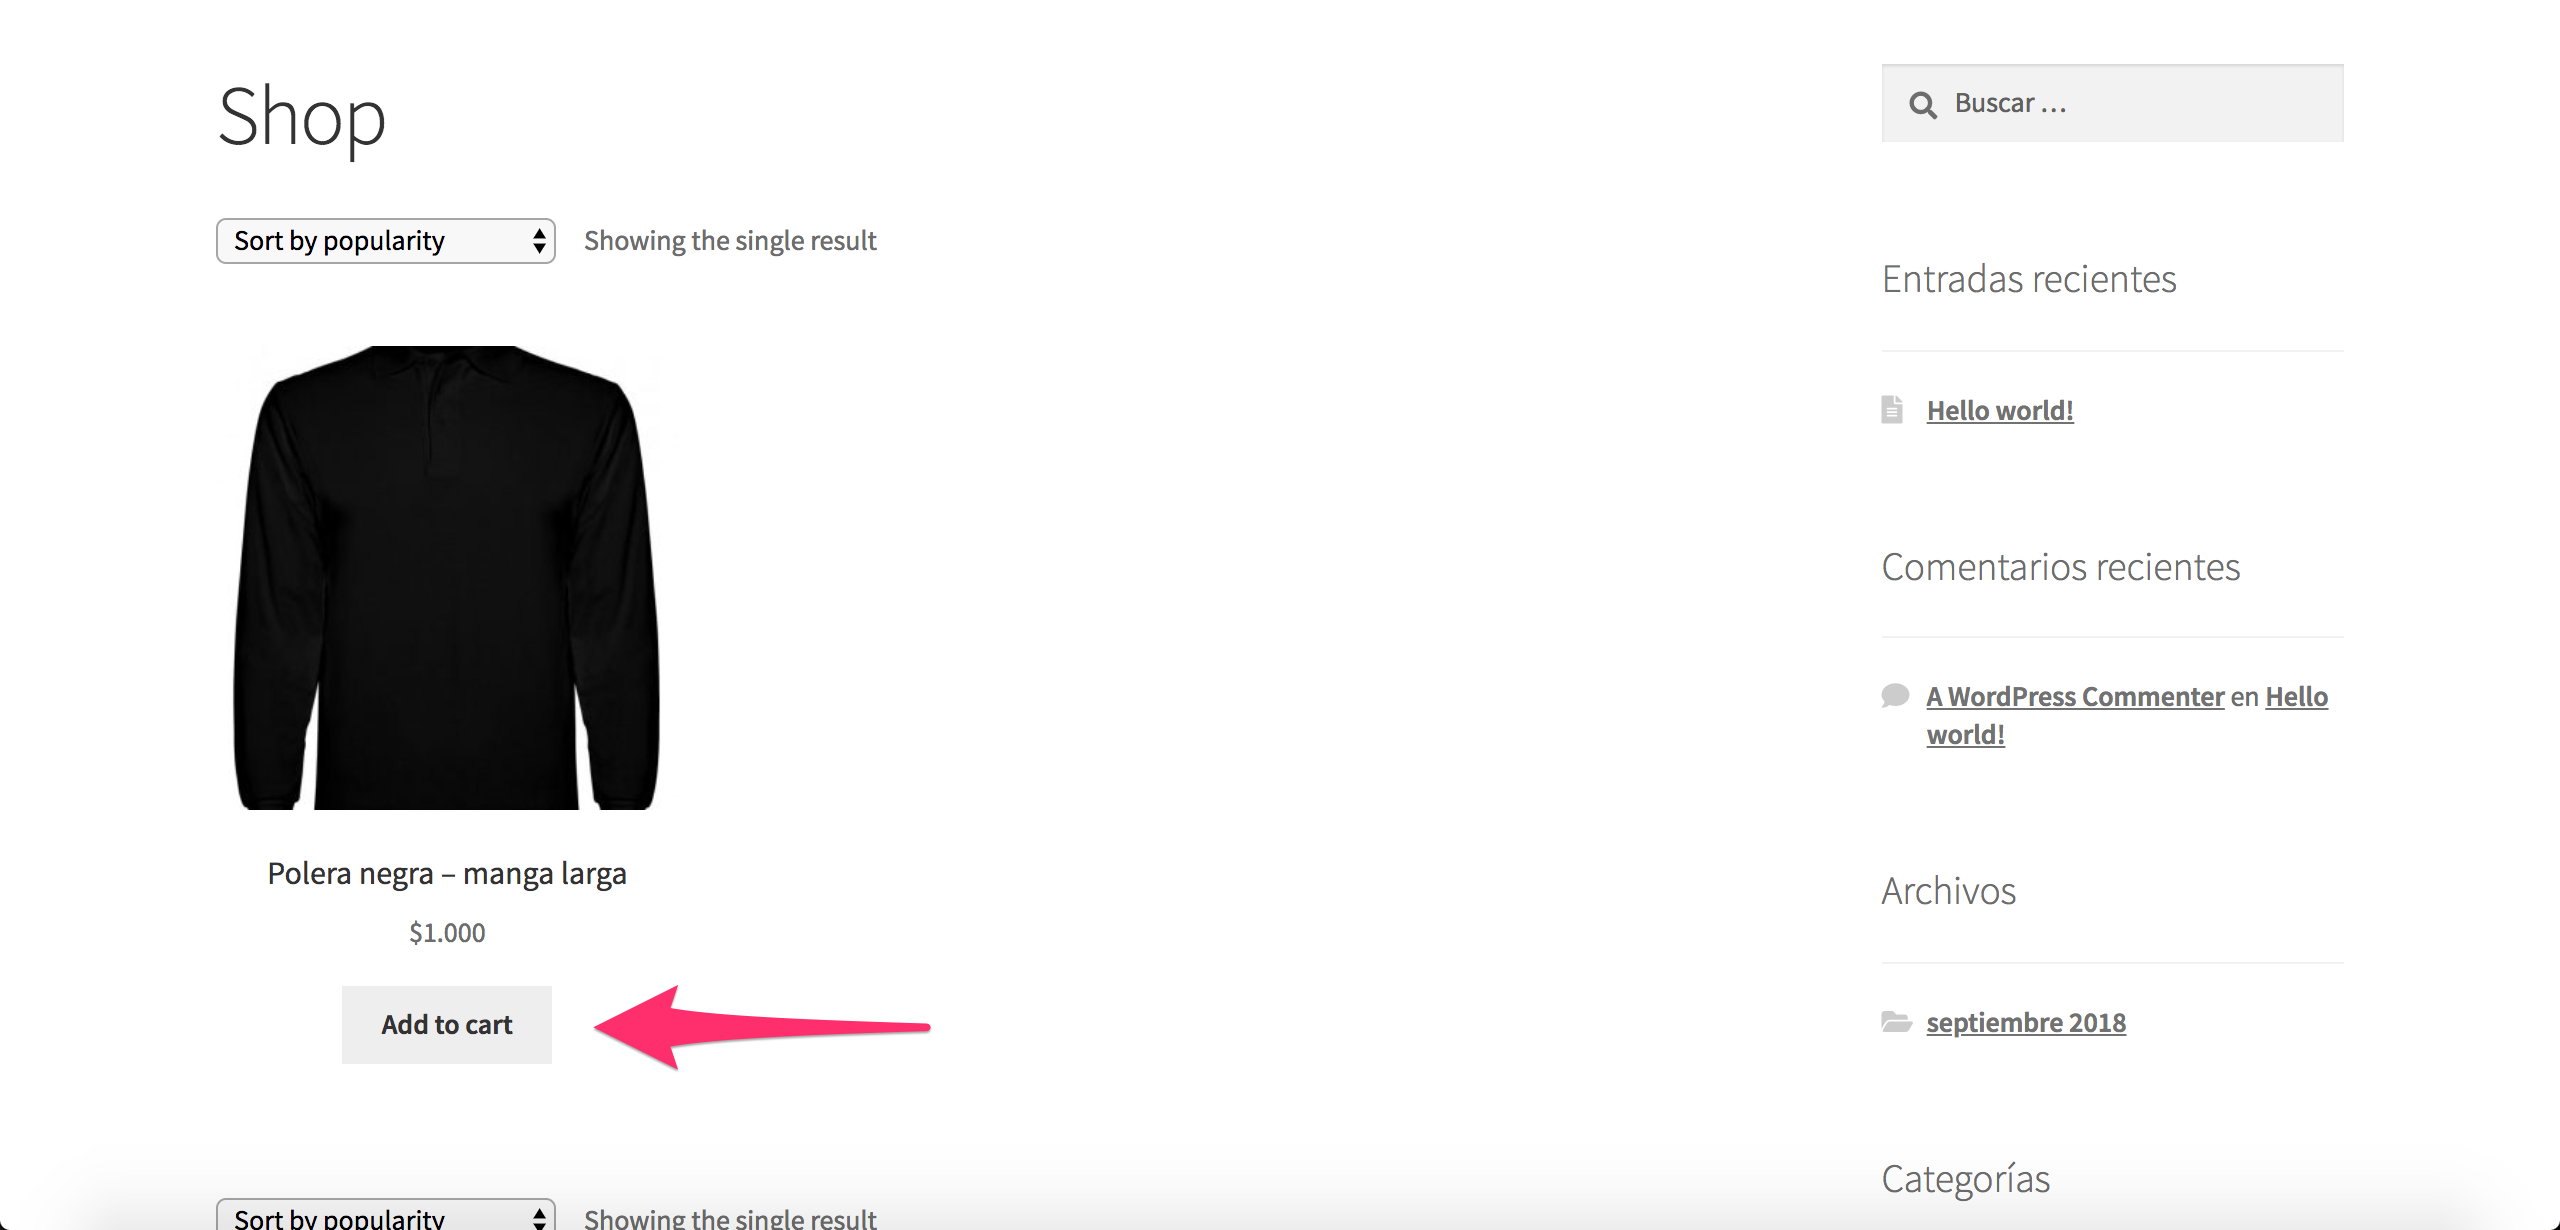 Shop
Sort by popularity
Showing the single result
Polera negra – manga larga
$1.000
Add to cart
Sort by popularity
Showing the single result
Buscar …
Entradas recientes
Hello world!
Comentarios recientes
A WordPress Commenter en Hello
world!
Archivos
septiembre 2018
Categorías